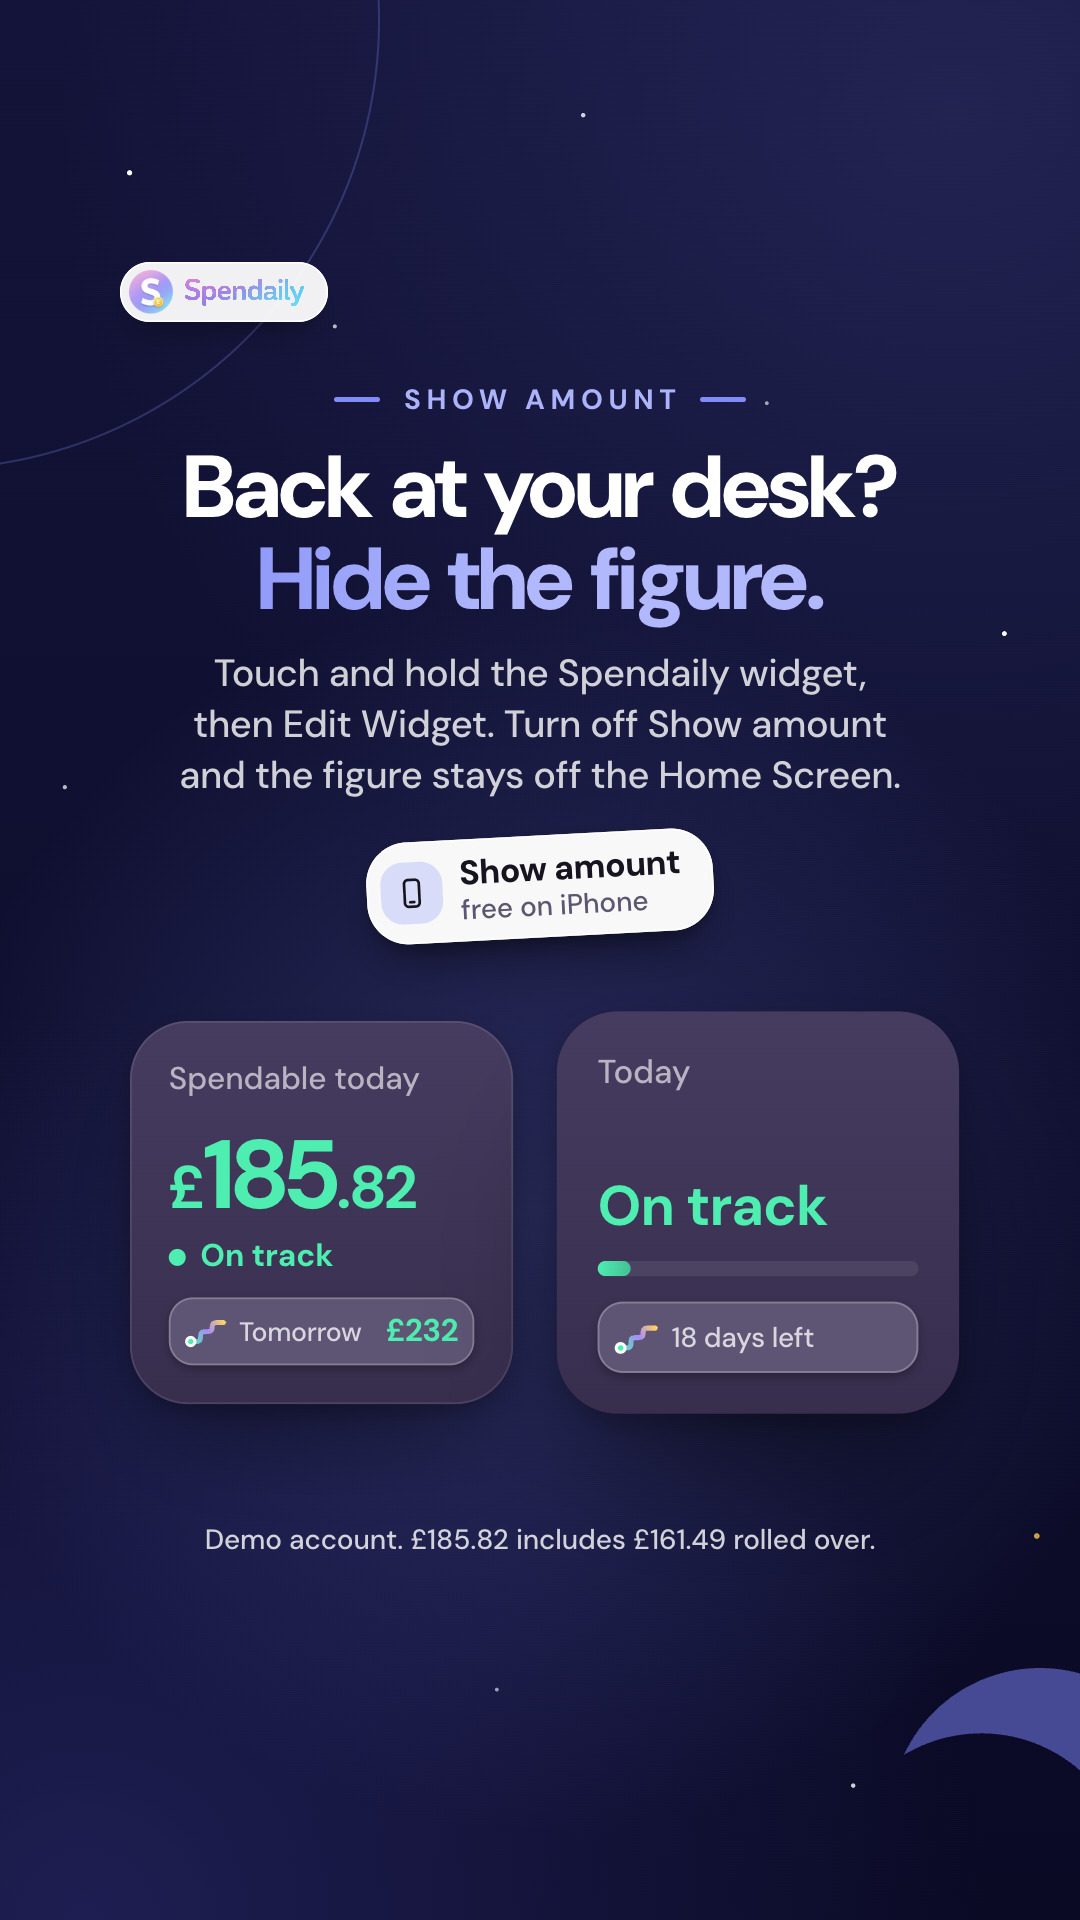 Spendaily
SHOW AMOUNT
Back at your desk?
Hide the figure.
Touch and hold the Spendaily widget,
then Edit Widget. Turn off Show amount
and the figure stays off the Home Screen.
Show amount
free on iPhone
Spendable today
£185.82
On track
Tomorrow £232
Today
On track
18 days left
Demo account. £185.82 includes £161.49 rolled over.